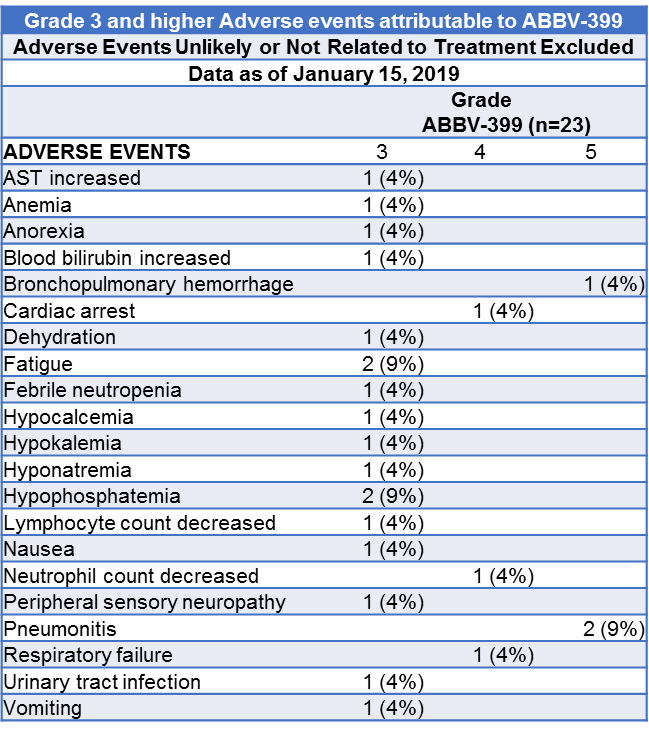 Grade 3 and higher Adverse events attributable to ABBV-399
Adverse Events Unlikely or Not Related to Treatment Excluded
Data as of January 15, 2019
Grade
ABBV-399 (n=23)
ADVERSE EVENTS 3 4 5
AST increased 1 (4%)
Anemia 1 (4%)
Anorexia 1 (4%)
Blood bilirubin increased 1 (4%)
Bronchopulmonary hemorrhage 1 (4%)
Cardiac arrest 1 (4%)
Dehydration 1 (4%)
Fatigue 2 (9%)
Febrile neutropenia 1 (4%)
Hypocalcemia 1 (4%)
Hypokalemia 1 (4%)
Hyponatremia 1 (4%)
Hypophosphatemia 2 (9%)
Lymphocyte count decreased 1 (4%)
Nausea 1 (4%)
Neutrophil count decreased 1 (4%)
Peripheral sensory neuropathy 1 (4%)
Pneumonitis 2 (9%)
Respiratory failure 1 (4%)
Urinary tract infection 1 (4%)
Vomiting 1 (4%)